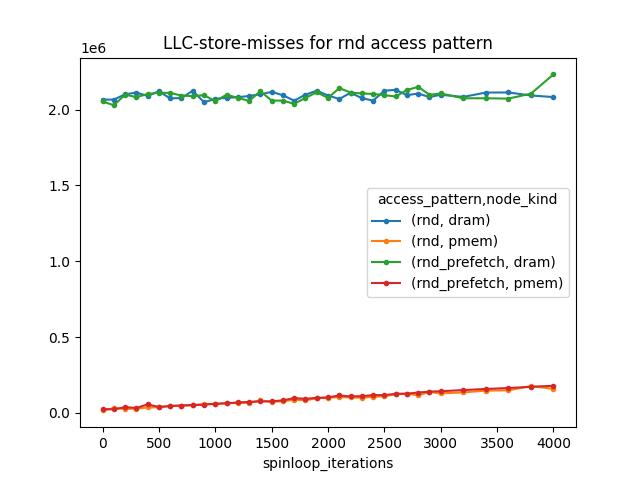 LLC-store-misses for rnd access pattern
1e6
2.0
1.5
1.0
0.5
0.0
access_pattern,node_kind
(rnd, dram)
(rnd, pmem)
(rnd_prefetch, dram)
(rnd_prefetch, pmem)
0 500 1000 1500 2000 2500 3000 3500 4000
spinloop_iterations